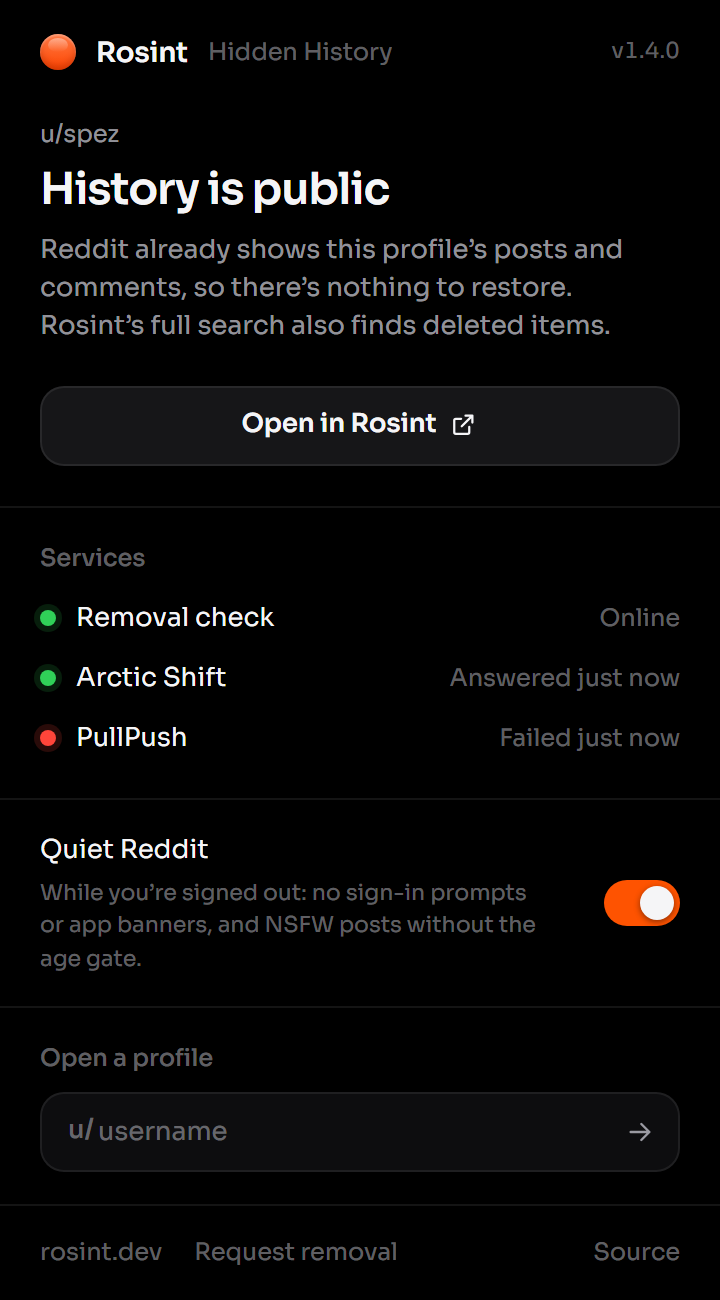 Rosint Hidden History v1.4.0
u/spez
History is public
Reddit already shows this profile’s posts and
comments, so there’s nothing to restore.
Rosint’s full search also finds deleted items.
Open in Rosint
Services
Removal check Online
Arctic Shift Answered just now
PullPush Failed just now
Quiet Reddit
While you’re signed out: no sign-in prompts
or app banners, and NSFW posts without the
age gate.
Open a profile
u/ username
rosint.dev Request removal Source